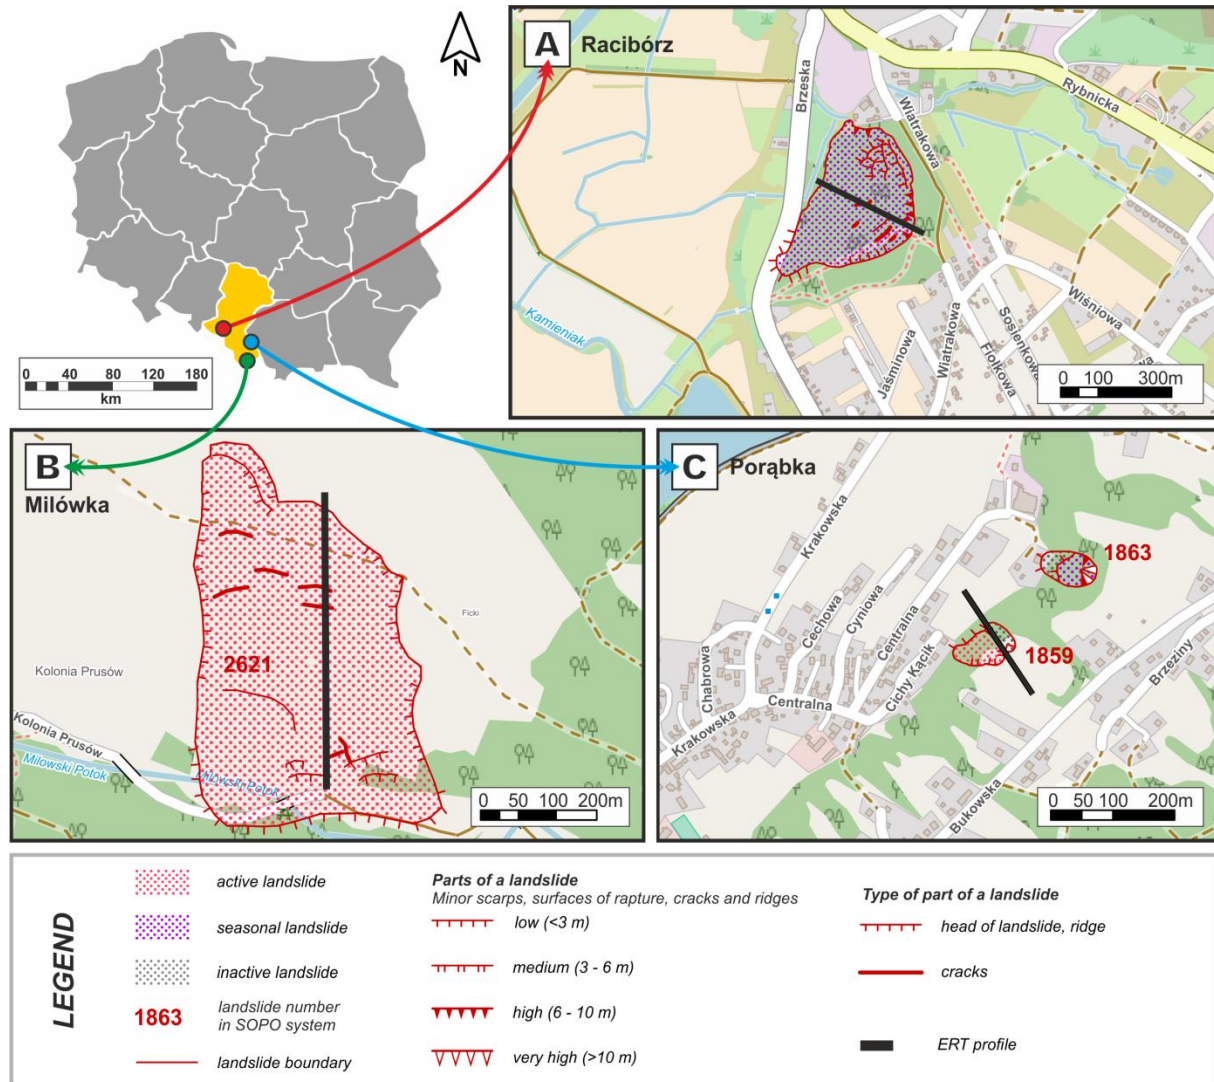 N
0 40 80 120 180
km
A
Racibórz
Brzeska
Wiatrakowa
Rybnicka
Kamieniak
Jaśminowa
Wiatrakowa
Fiołkowa
Sosienkowa
Wiśniowa
0 100 300m
B
Milówka
Kolonia Prusów
2621
Ficki
Kolonia Prusów
Milowski Potok
Milowski Potok
0 50 100 200m
C
Porąbka
Krakowska
1863
1859
Cechowa
Cyniowa
Centralna
Chabrowa
Cichy Kącik
Centralna
Krakowska
Brzeziny
Bukowska
0 50 100 200m
LEGEND
active landslide
seasonal landslide
inactive landslide
1863 landslide number
in SOPO system
landslide boundary
Parts of a landslide
Minor scarps, surfaces of rapture, cracks and ridges
low (<3 m)
medium (3 - 6 m)
high (6 - 10 m)
very high (>10 m)
Type of part of a landslide
head of landslide, ridge
cracks
ERT profile